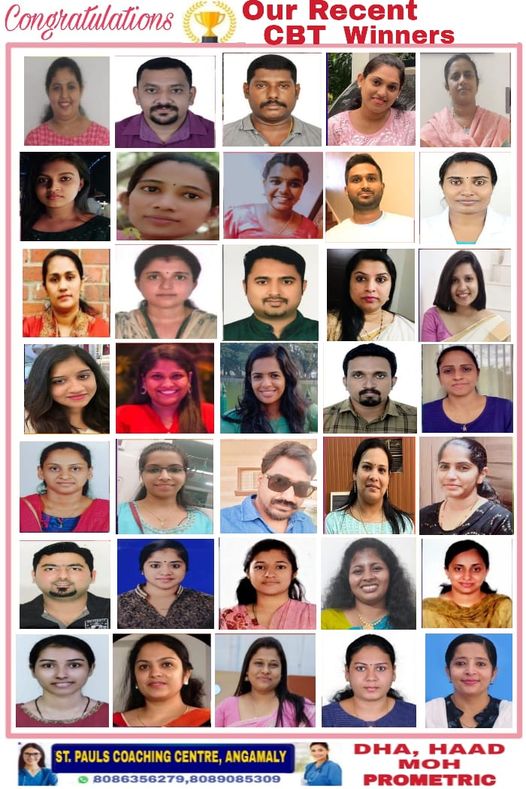 Congratulations
Our Recent
CBT Winners
ST. PAULS COACHING CENTRE, ANGAMALY
8086356279,8089085309
DHA, HAAD
MOH
PROMETRIC